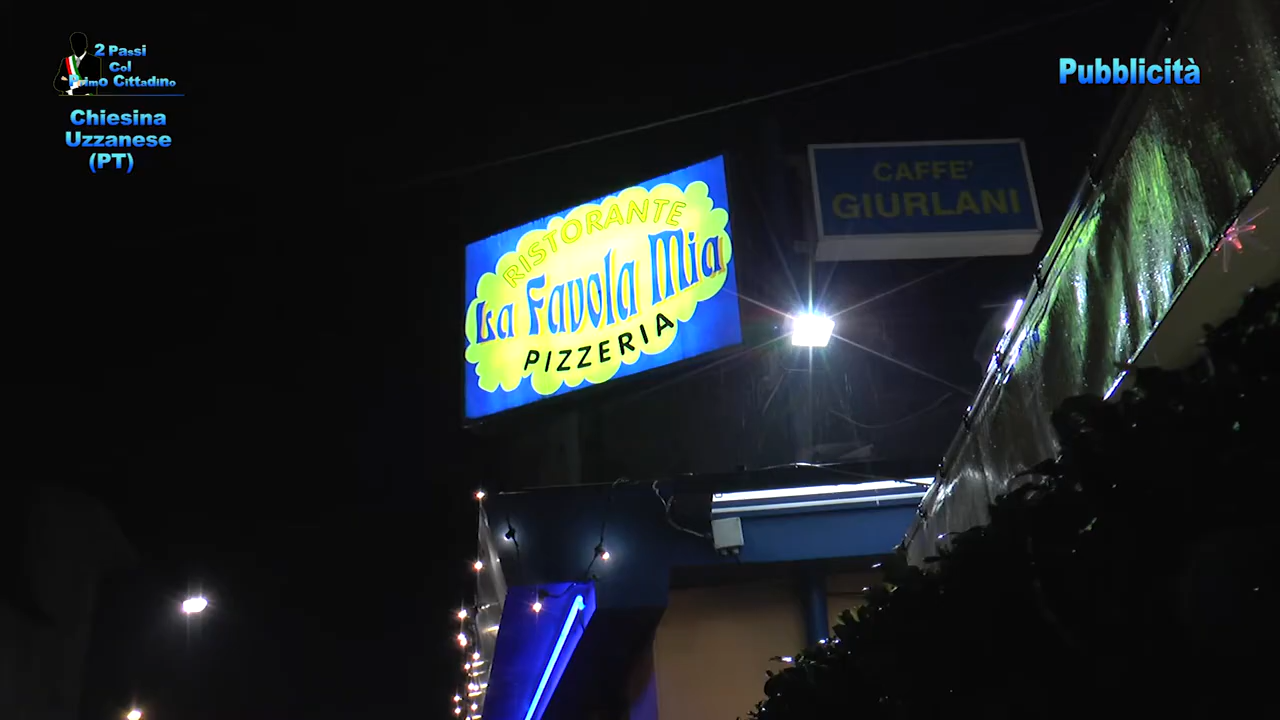 2 Passi
Col
Primo Cittadino
Chiesina
Uzzanese
(PT)
Pubblicità
RISTORANTE
La Favola Mia
PIZZERIA
CAFFE'
GIURLANI